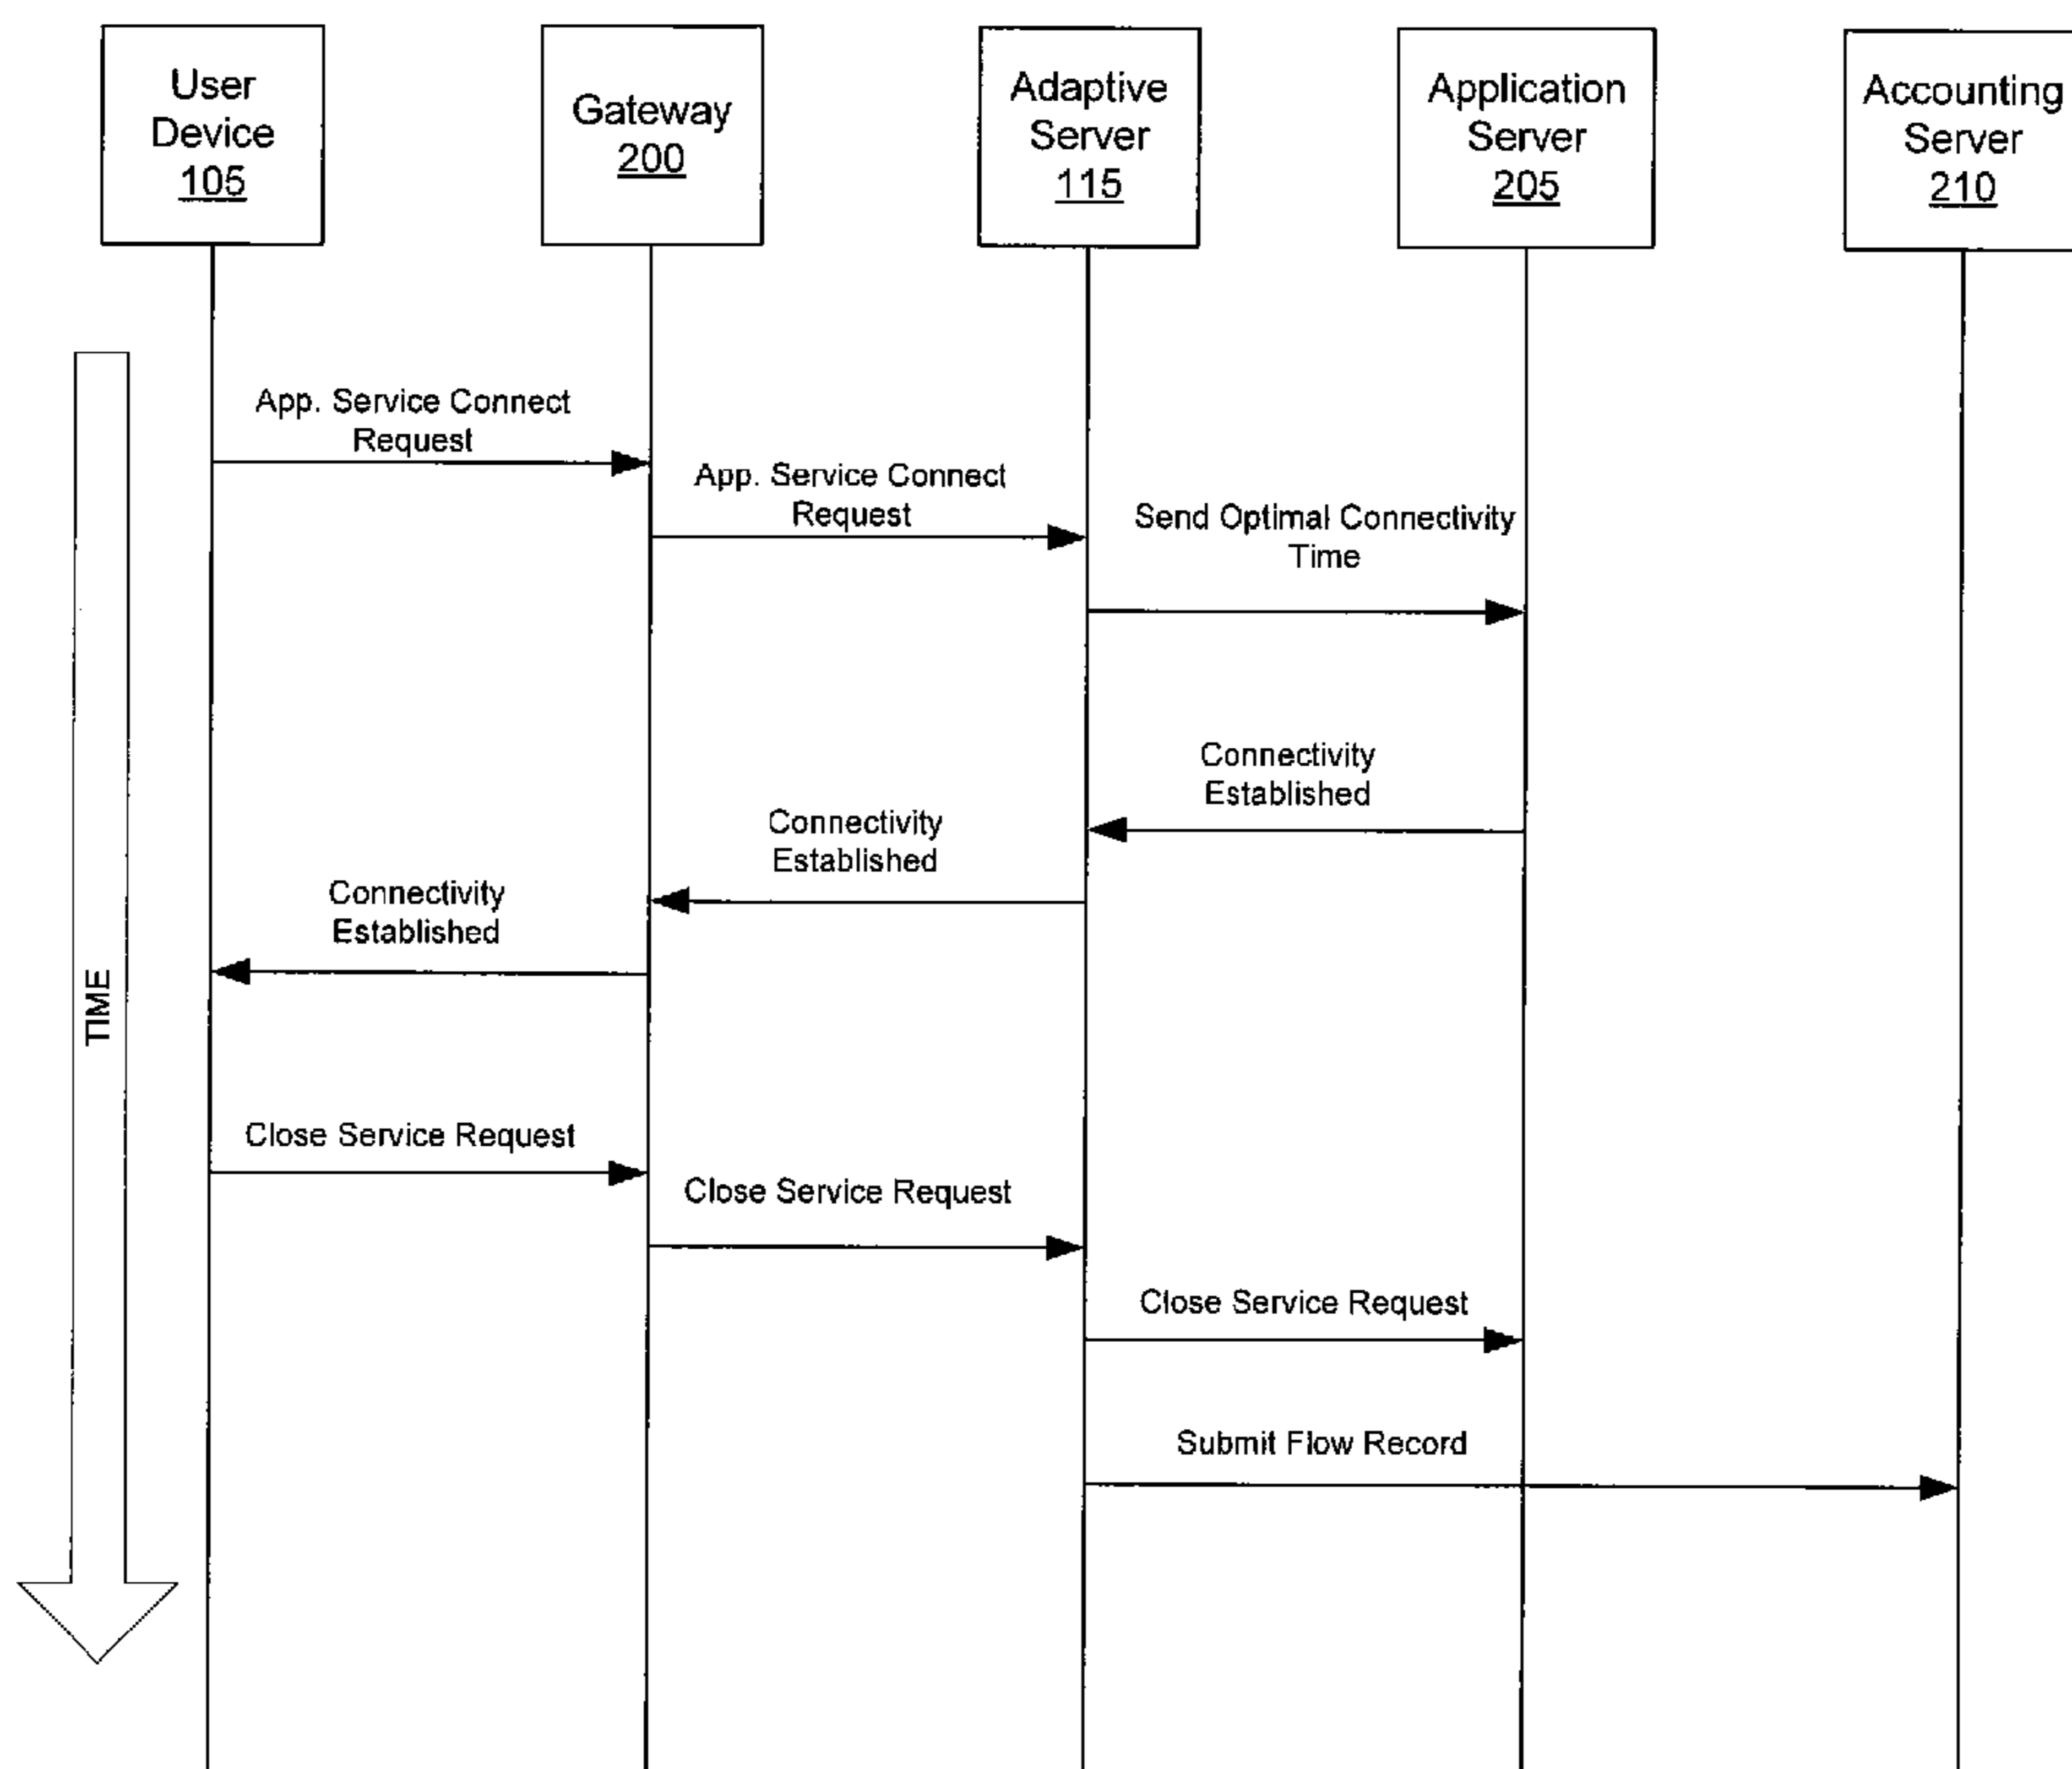 User
Device
105
Gateway
200
Adaptive
Server
115
Application
Server
205
Accounting
Server
210
App. Service Connect
Request
App. Service Connect
Request
Send Optimal Connectivity
Time
Connectivity
Established
Connectivity
Established
Connectivity
Established
TIME
Close Service Request
Close Service Request
Close Service Request
Submit Flow Record